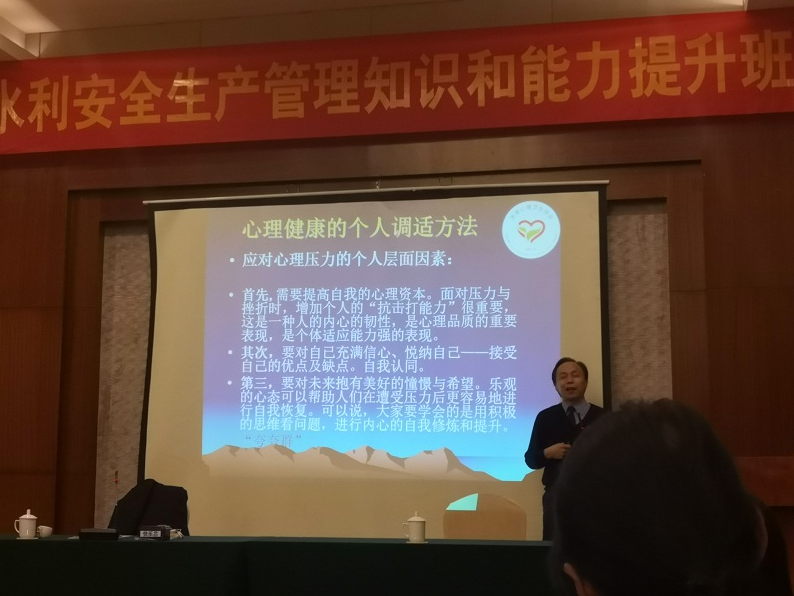 水利安全生产管理知识和能力提升班
心理健康的个人调适方法
• 应对心理压力的个人层面因素：
• 首先,需要提高自我的心理资本。面对压力与
挫折时，增加个人的“抗击打能力”很重要，
这是一种人的内心的韧性，是心理品质的重要
表现，是个体适应能力强的表现。
• 其次，要对自己充满信心、悦纳自己——接受
自己的优点及缺点。自我认同。
• 第三，要对未来抱有美好的憧憬与希望。乐观
的心态可以帮助人们在遭受压力后更容易地进
行自我恢复。可以说，大家要学会的是用积极
的思维看问题，进行内心的自我修炼和提升。
“夸夸群”